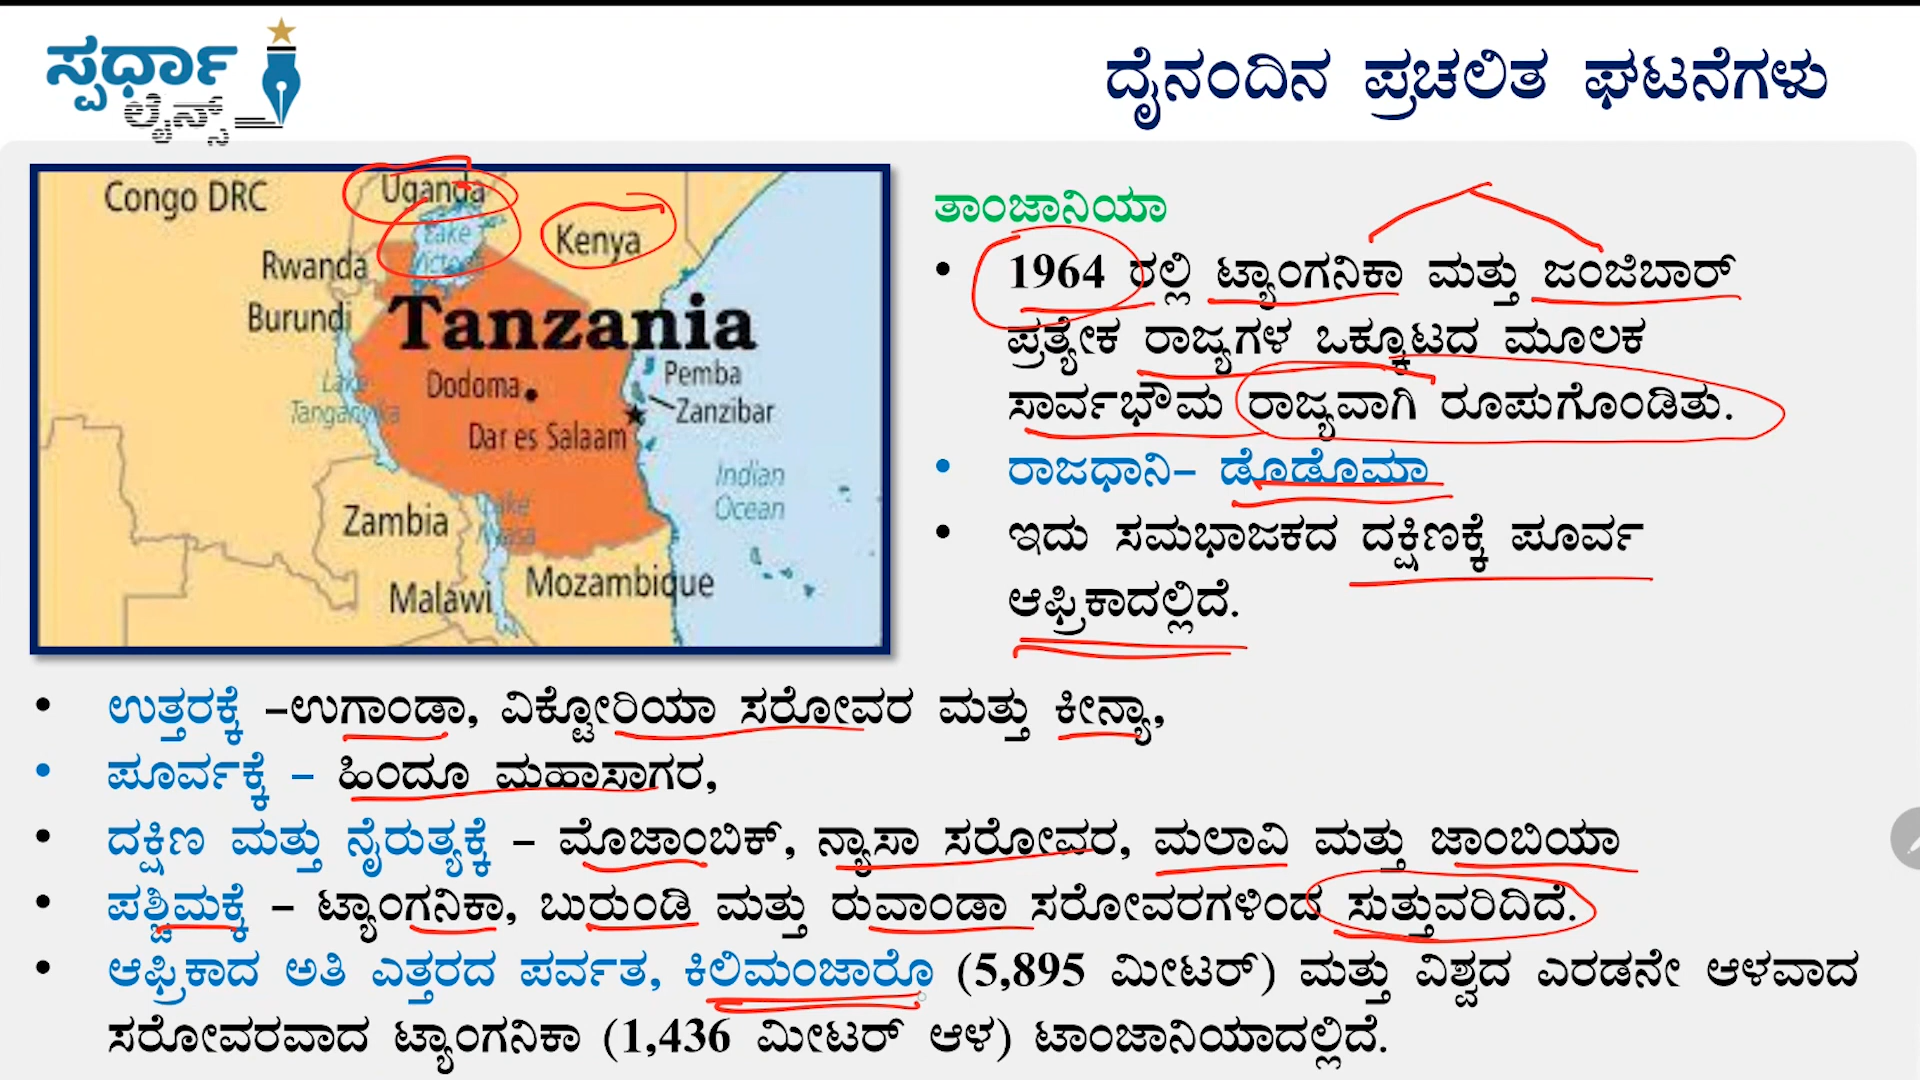 ಸ್ಪರ್ಧಾ
ಲೈನ್ಸ್
ದೈನಂದಿನ ಪ್ರಚಲಿತ ಘಟನೆಗಳು
Congo DRC
Uganda
Lake
Victoria
Kenya
Rwanda
Burundi
Tanzania
Pemba
Dodoma
Zanzibar
Lake
Tanganyika
Dar es Salaam
Indian
Ocean
Zambia
Lake
Nyasa
Malawi
Mozambique
ತಾಂಜಾನಿಯಾ
• 1964 ರಲ್ಲಿ ಟ್ಯಾಂಗನಿಕಾ ಮತ್ತು ಜಂಜಿಬಾರ್
ಪ್ರತ್ಯೇಕ ರಾಜ್ಯಗಳ ಒಕ್ಕೂಟದ ಮೂಲಕ
ಸಾರ್ವಭೌಮ ರಾಜ್ಯವಾಗಿ ರೂಪುಗೊಂಡಿತು.
• ರಾಜಧಾನಿ– ಡೊಡೊಮಾ
• ಇದು ಸಮಭಾಜಕದ ದಕ್ಷಿಣಕ್ಕೆ ಪೂರ್ವ
ಆಫ್ರಿಕಾದಲ್ಲಿದೆ.
• ಉತ್ತರಕ್ಕೆ –ಉಗಾಂಡಾ, ವಿಕ್ಟೋರಿಯಾ ಸರೋವರ ಮತ್ತು ಕೀನ್ಯಾ,
• ಪೂರ್ವಕ್ಕೆ – ಹಿಂದೂ ಮಹಾಸಾಗರ,
• ದಕ್ಷಿಣ ಮತ್ತು ನೈರುತ್ಯಕ್ಕೆ – ಮೊಜಾಂಬಿಕ್, ನ್ಯಾಸಾ ಸರೋವರ, ಮಲಾವಿ ಮತ್ತು ಜಾಂಬಿಯಾ
• ಪಶ್ಚಿಮಕ್ಕೆ – ಟ್ಯಾಂಗನಿಕಾ, ಬುರುಂಡಿ ಮತ್ತು ರುವಾಂಡಾ ಸರೋವರಗಳಿಂದ ಸುತ್ತುವರಿದಿದೆ.
• ಆಫ್ರಿಕಾದ ಅತಿ ಎತ್ತರದ ಪರ್ವತ, ಕಿಲಿಮಂಜಾರೊ (5,895 ಮೀಟರ್) ಮತ್ತು ವಿಶ್ವದ ಎರಡನೇ ಆಳವಾದ
ಸರೋವರವಾದ ಟ್ಯಾಂಗನಿಕಾ (1,436 ಮೀಟರ್ ಆಳ) ಟಾಂಜಾನಿಯಾದಲ್ಲಿದೆ.